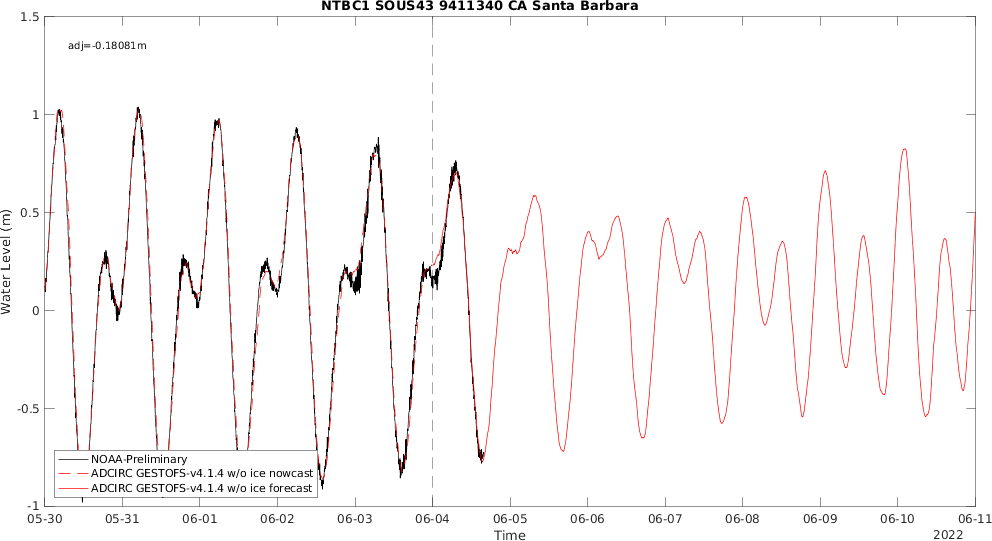 NTBC1 SOUS43 9411340 CA Santa Barbara
1.5
adj=-0.18081m
1
0.5
Water Level (m)
0
-0.5
NOAA-Preliminary
ADCIRC GESTOFS-v4.1.4 w/o ice nowcast
ADCIRC GESTOFS-v4.1.4 w/o ice forecast
-1
05-30 05-31 06-01 06-02 06-03 06-04 06-05 06-06 06-07 06-08 06-09 06-10 06-11
Time
2022